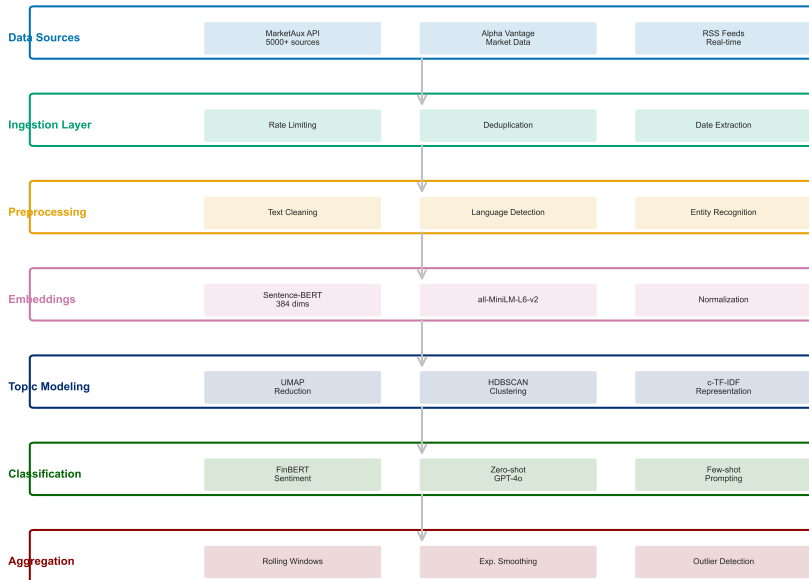 Data Sources
MarketAux API
5000+ sources
Alpha Vantage
Market Data
RSS Feeds
Real-time
Ingestion Layer
Rate Limiting
Deduplication
Date Extraction
Preprocessing
Text Cleaning
Language Detection
Entity Recognition
Embeddings
Sentence-BERT
384 dims
all-MiniLM-L6-v2
Normalization
Topic Modeling
UMAP
Reduction
HDBSCAN
Clustering
c-TF-IDF
Representation
Classification
FinBERT
Sentiment
Zero-shot
GPT-4o
Few-shot
Prompting
Aggregation
Rolling Windows
Exp. Smoothing
Outlier Detection